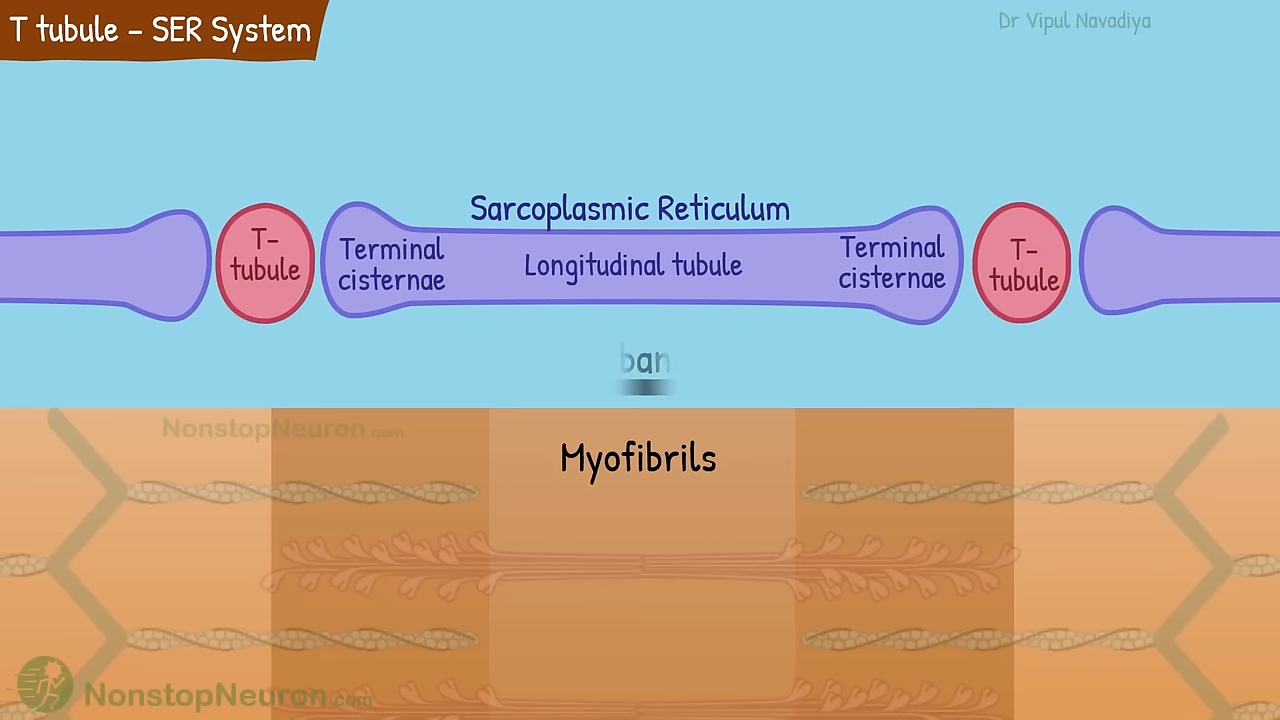 T tubule – SER System
Dr Vipul Navadiya
Sarcoplasmic Reticulum
T-
tubule
Terminal
cisternae
Longitudinal tubule
Terminal
cisternae
T-
tubule
NonstopNeuron.com
Myofibrils
NonstopNeuron.com